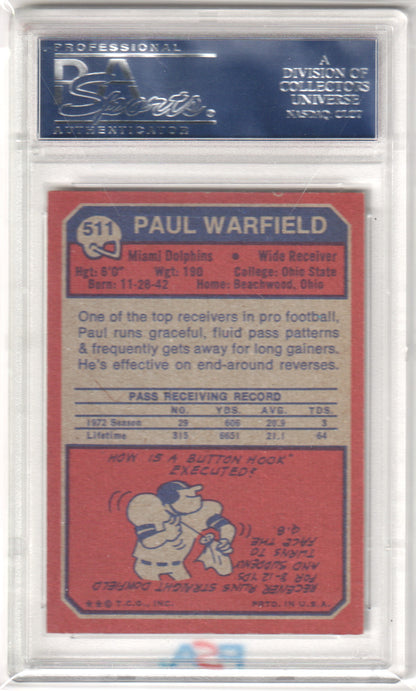 PROFESSIONAL
PSA
Sports.
AUTHENTICATOR
A
DIVISION OF
COLLECTORS
UNIVERSE
NASDAQ: CLCT
511
PAUL WARFIELD
Miami Dolphins • Wide Receiver
Hgt: 6'0" Wgt: 190 College: Ohio State
Born: 11-28-42 Home: Beachwood, Ohio
One of the top receivers in pro football,
Paul runs graceful, fluid pass patterns
& frequently gets away for long gainers.
He's effective on end-around reverses.
PASS RECEIVING RECORD
NO. YDS. AVG. TDS.
1972 Season 29 606 20.9 3
Lifetime 315 6651 21.1 64
HOW IS A "BUTTON HOOK"
EXECUTED?
RECEIVER RUNS STRAIGHT DOWNFIELD
FOR 8-12 YDS
AND SUDDENLY
TURNS TO
FACE THE
Q.B.
★★© T.C.G., INC. PRTD. IN U.S.A.
PSA